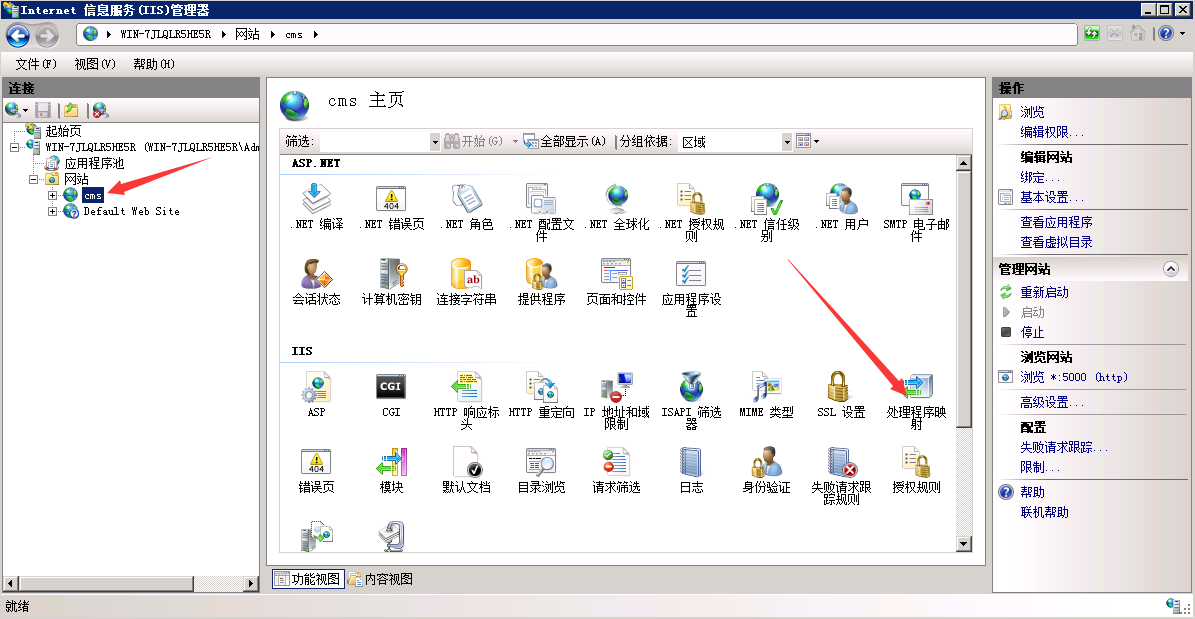 Internet 信息服务(IIS)管理器
WIN-7JLQLR5HE5R 网站 cms
文件(F) 视图(V) 帮助(H)
连接
起始页
WIN-7JLQLR5HE5R (WIN-7JLQLR5HE5R\Adm
应用程序池
网站
cms
Default Web Site
cms 主页
筛选: 开始(G) 全部显示(A) 分组依据: 区域
ASP.NET
.NET 编译
.NET 错误页
.NET 角色
.NET 配置文
件
.NET 全球化
.NET 授权规
则
.NET 信任级
别
.NET 用户
SMTP 电子邮
件
会话状态
计算机密钥
连接字符串
提供程序
页面和控件
应用程序设
置
IIS
ASP
CGI
CGI
HTTP 响应标
头
HTTP 重定向
IP 地址和域
限制
ISAPI 筛选
器
MIME 类型
SSL 设置
处理程序映
射
404
错误页
模块
默认文档
目录浏览
请求筛选
日志
身份验证
失败请求跟
踪规则
授权规则
功能视图 内容视图
操作
浏览
编辑权限...
编辑网站
绑定...
基本设置...
查看应用程序
查看虚拟目录
管理网站
重新启动
启动
停止
浏览网站
浏览 *:5000 (http)
高级设置...
配置
失败请求跟踪...
限制...
帮助
联机帮助
就绪